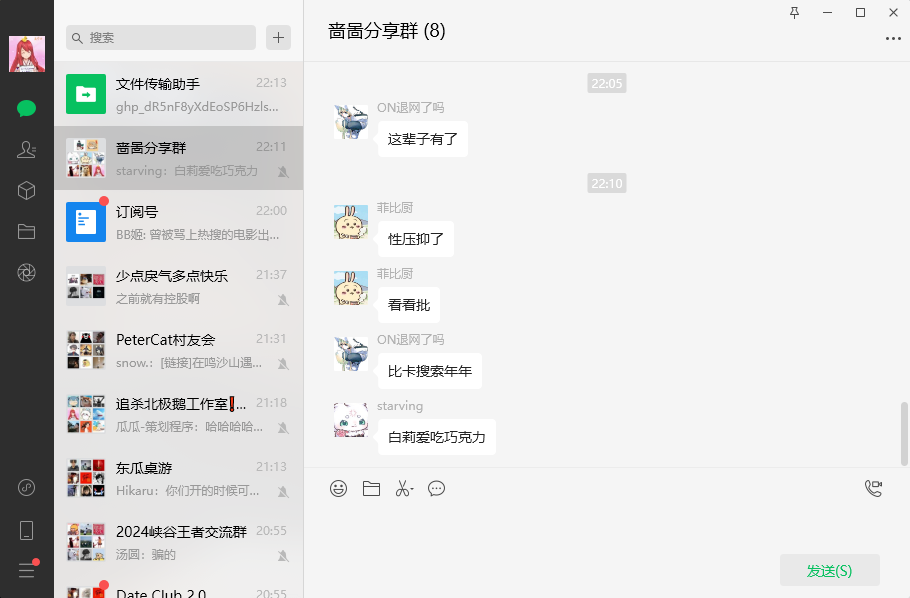 搜索
文件传输助手 22:13
ghp_dR5nF8yXdEoSP6Hzls...
啬啚分享群 22:11
starving: 白莉爱吃巧克力
订阅号 22:00
BB姬: 曾被骂上热搜的电影出...
少点戾气多点快乐 21:37
之前就有控股啊
PeterCat村友会 21:31
snow.: [链接]在鸣沙山遇...
追杀北极鹅工作室... 21:18
瓜瓜-策划程序: 哈哈哈哈...
东瓜桌游 21:13
Hikaru: 你们开的时候可...
2024峡谷王者交流群 20:55
汤圆: 骗的
Date Club 2.0 20:55
啬啚分享群 (8)
22:05
ON退网了吗
这辈子有了
22:10
菲比厨
性压抑了
菲比厨
看看批
ON退网了吗
比卡搜索年年
starving
白莉爱吃巧克力
发送(S)